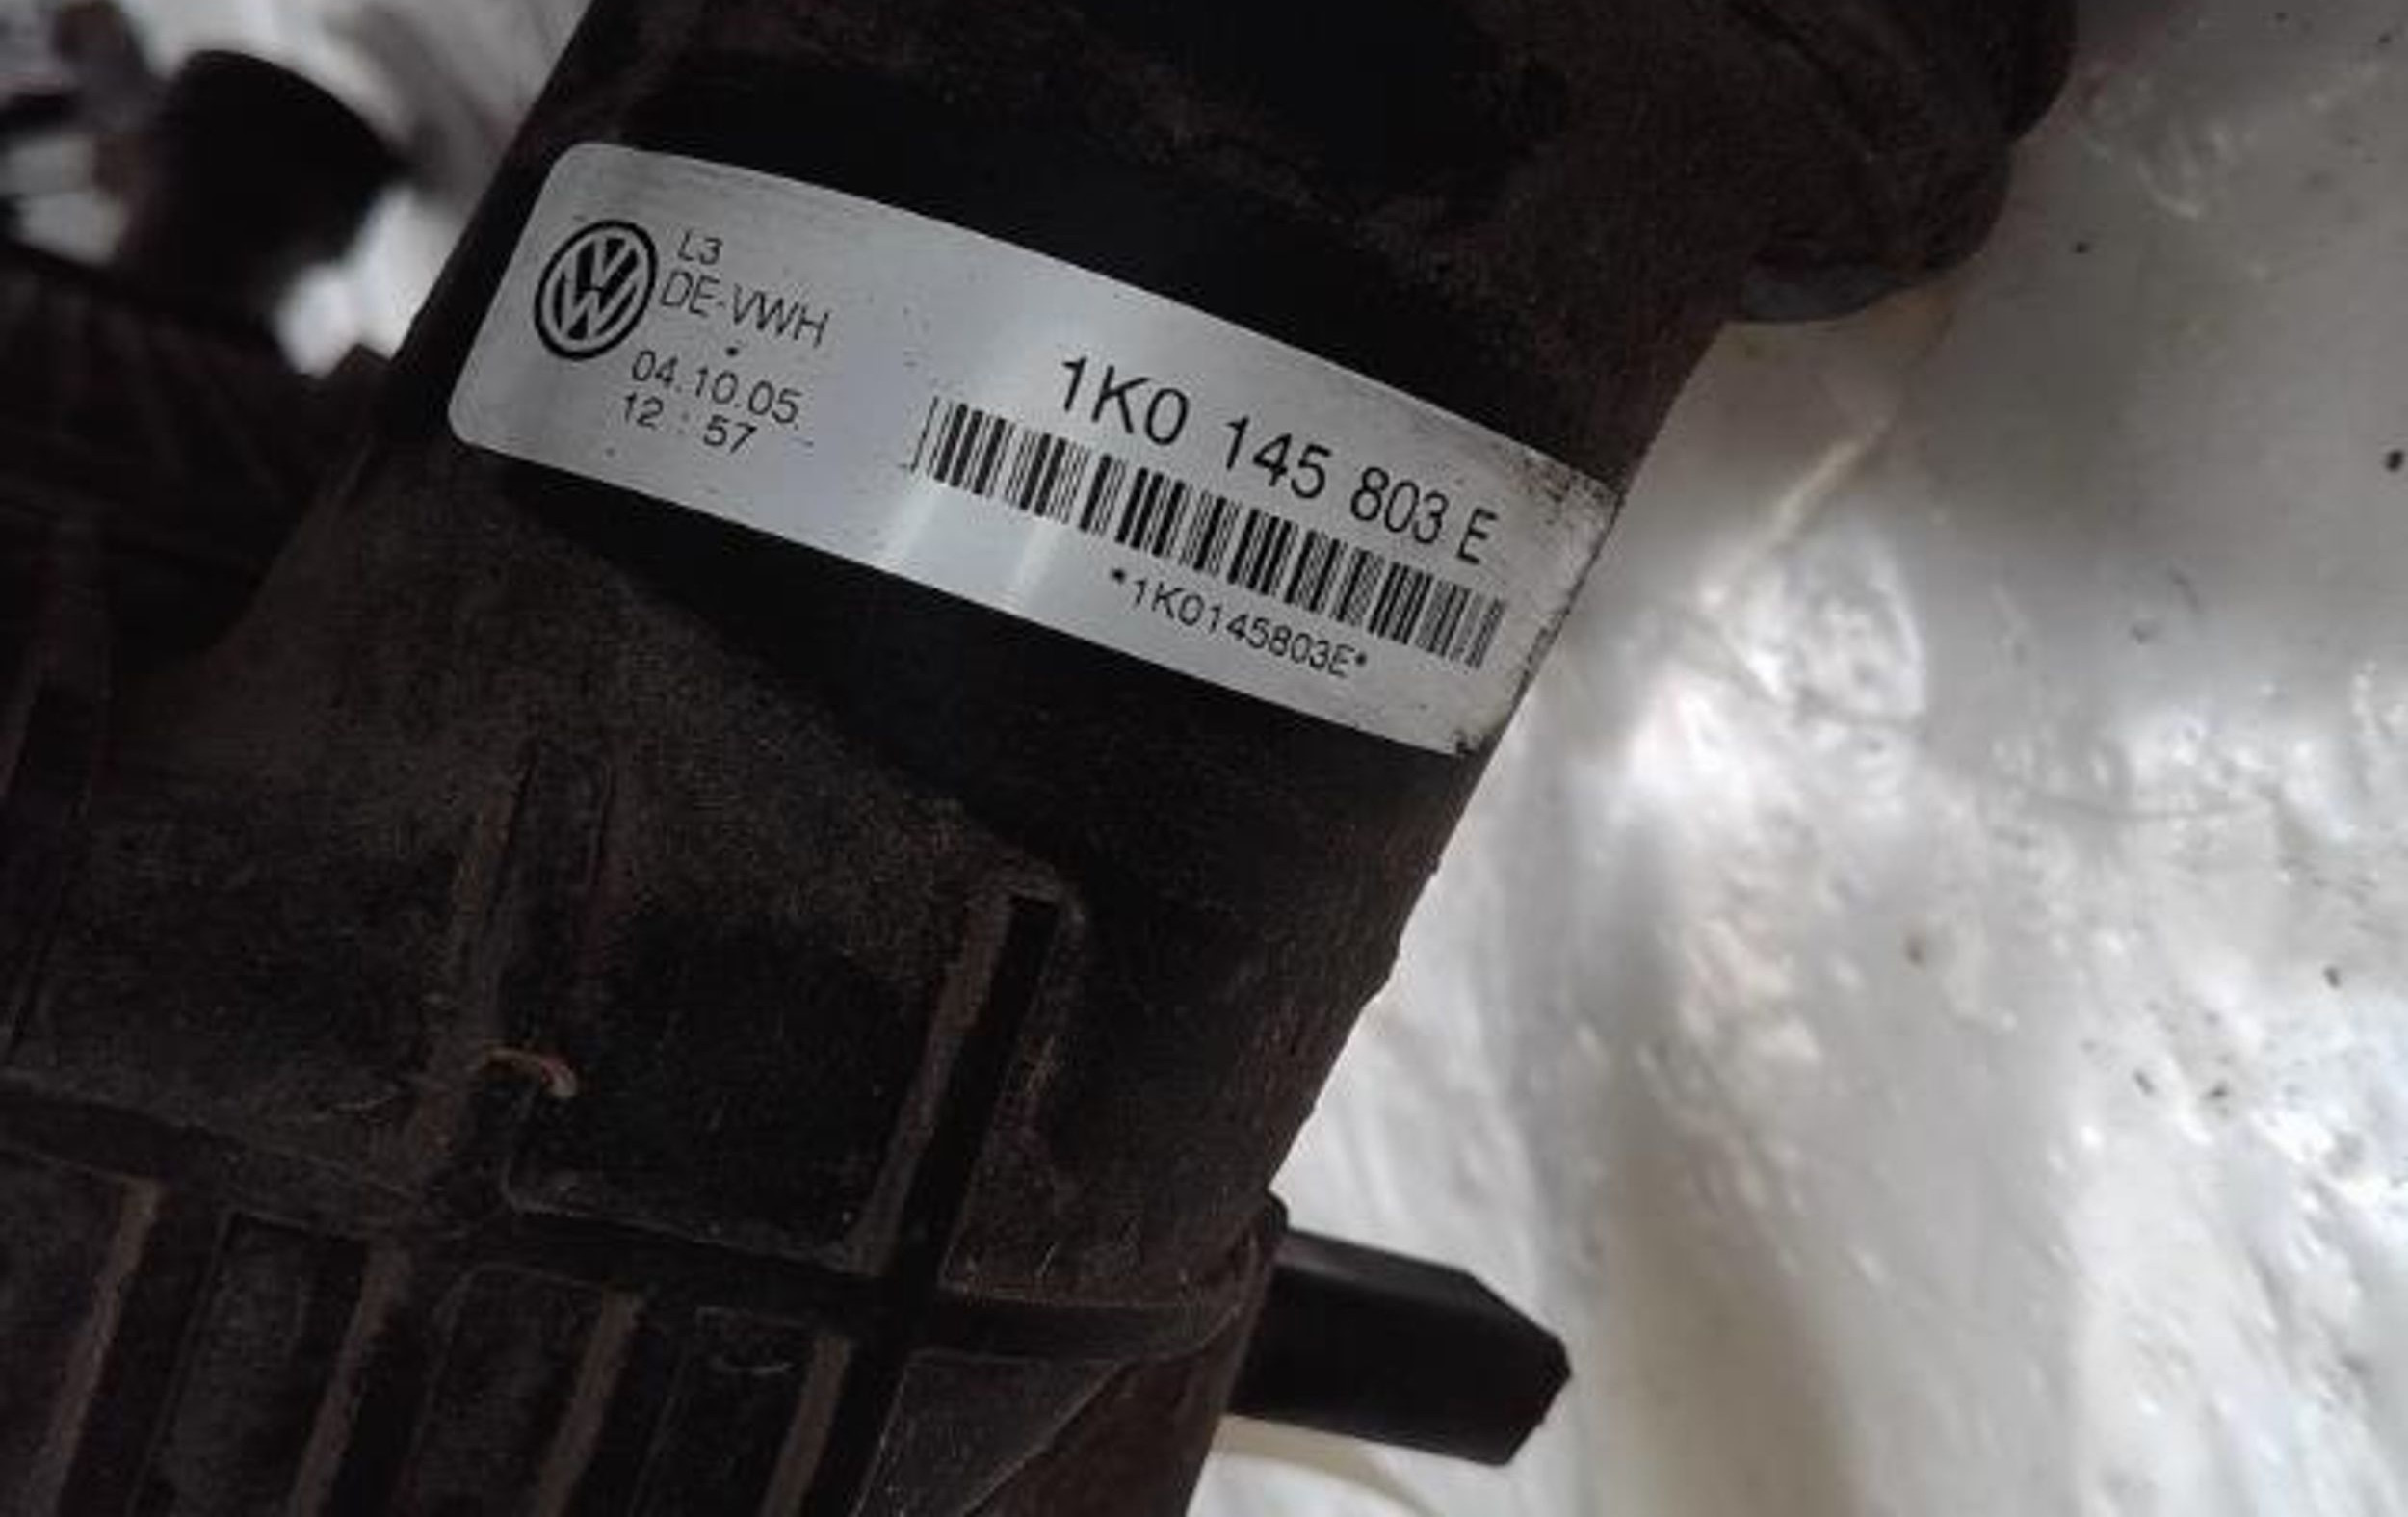 L3
DE-VWH
*
04.10.05.
12 : 57
1K0 145 803 E
*1K0145803E*